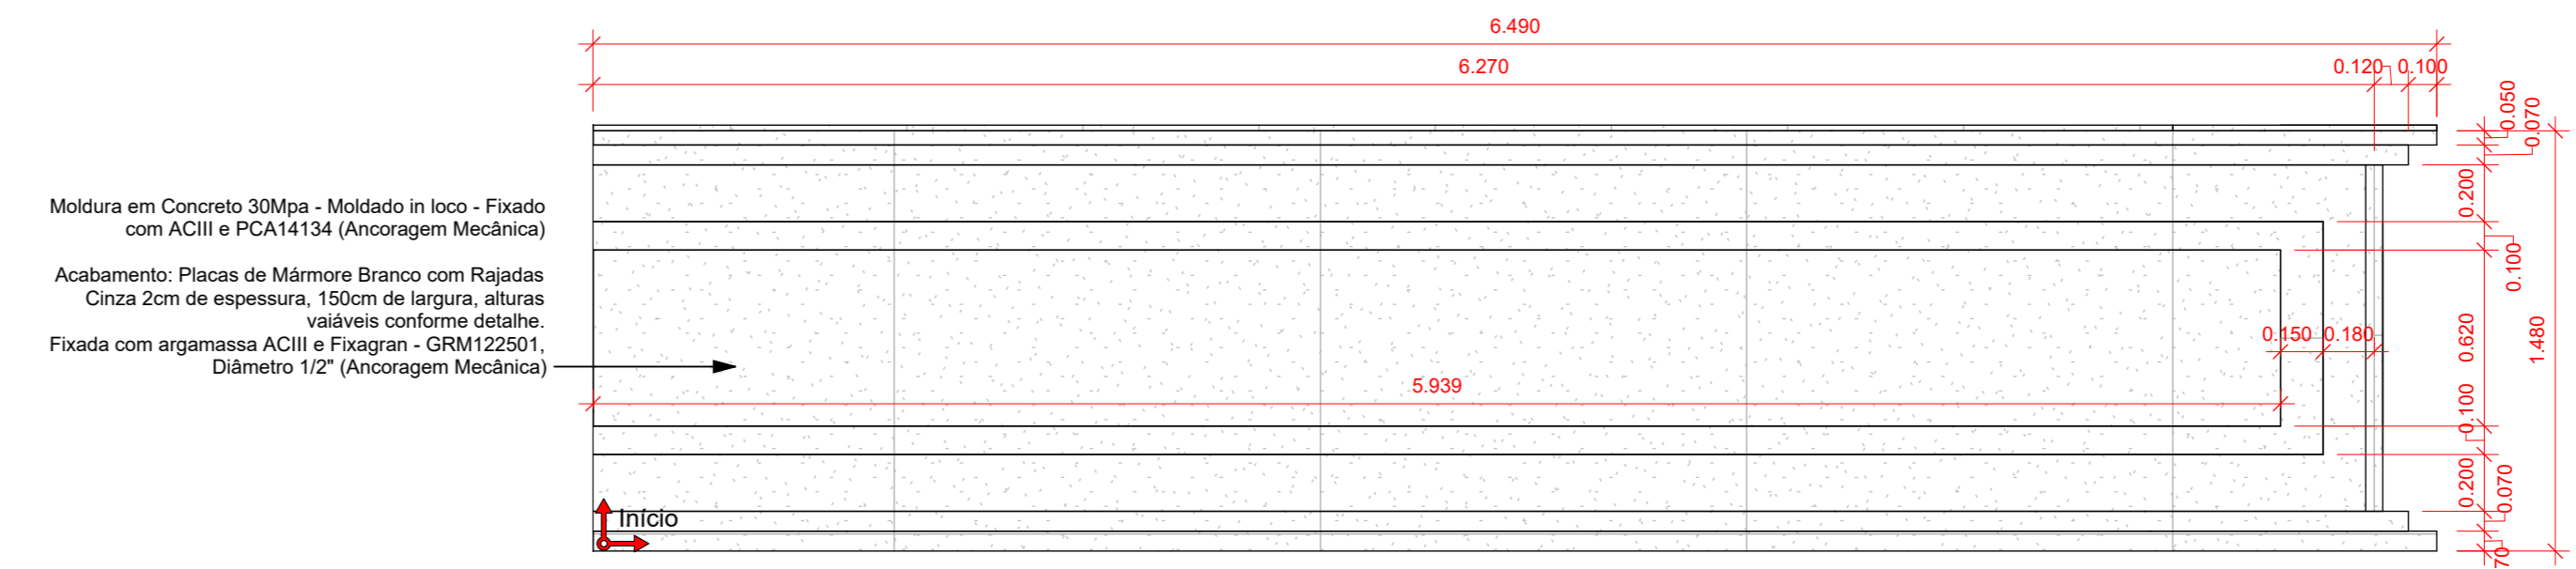 6.490
6.270
0.120
0.100
0.050
0.070
0.200
0.100
Moldura em Concreto 30Mpa - Moldado in loco - Fixado
com ACIII e PCA14134 (Ancoragem Mecânica)
Acabamento: Placas de Mármore Branco com Rajadas
Cinza 2cm de espessura, 150cm de largura, alturas
vaiáveis conforme detalhe.
Fixada com argamassa ACIII e Fixagran - GRM122501,
Diâmetro 1/2" (Ancoragem Mecânica)
0.150
0.180
0.620
1.480
5.939
0.100
0.200
0.070
Início
70